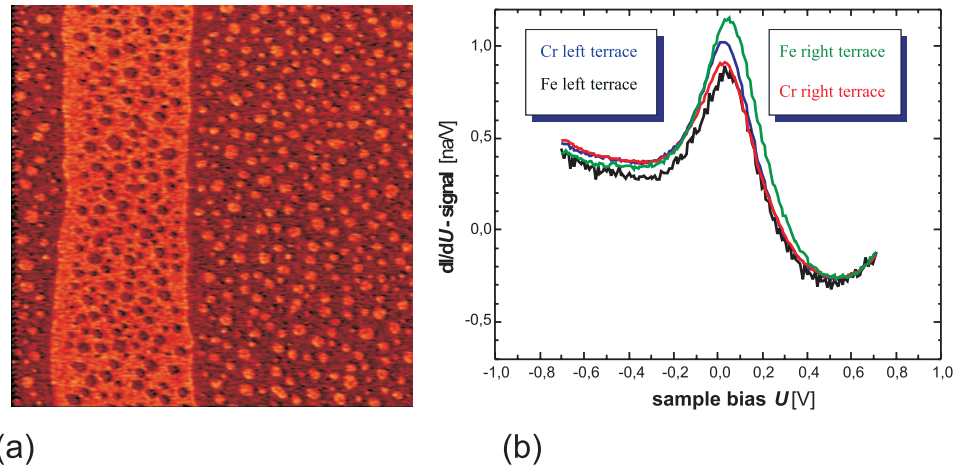 Cr left terrace
Fe left terrace
Fe right terrace
Cr right terrace
dI/dU - signal [na/V]
1,0
0,5
0,0
-0,5
-1,0 -0,8 -0,6 -0,4 -0,2 0,0 0,2 0,4 0,6 0,8 1,0
sample bias U [V]
(a)
(b)